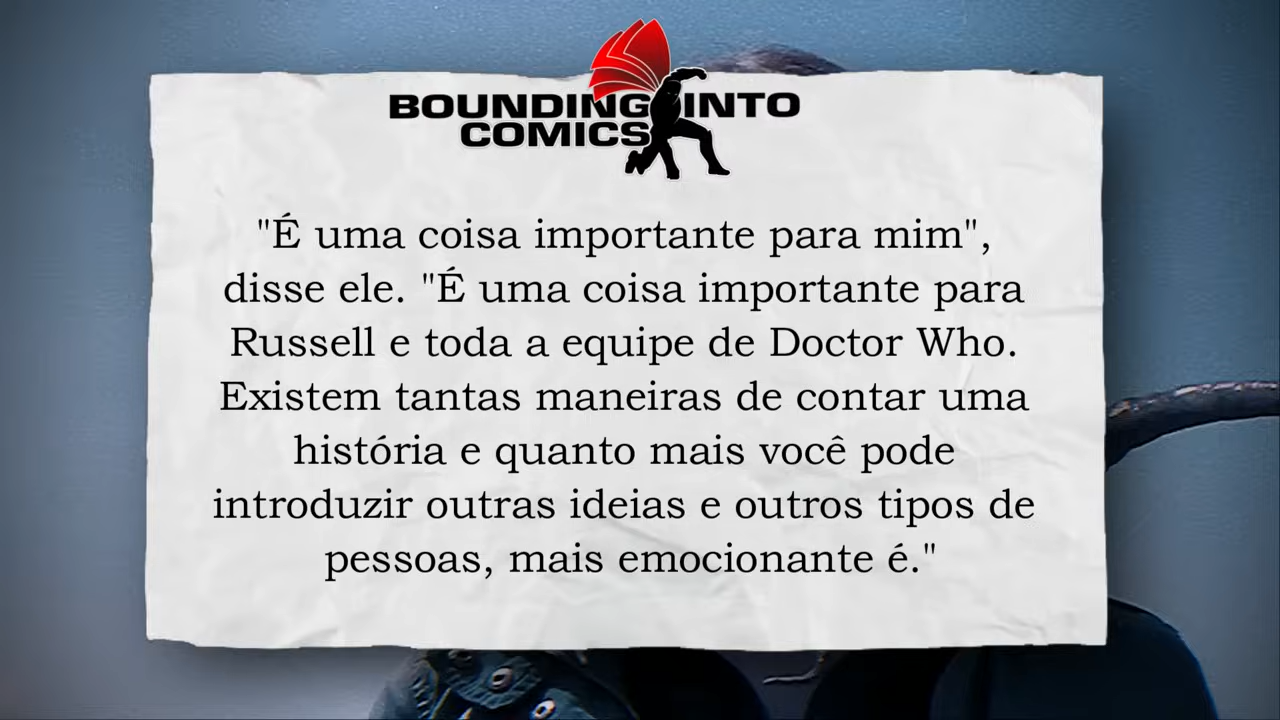 BOUNDING INTO
COMICS
"É uma coisa importante para mim",
disse ele. "É uma coisa importante para
Russell e toda a equipe de Doctor Who.
Existem tantas maneiras de contar uma
história e quanto mais você pode
introduzir outras ideias e outros tipos de
pessoas, mais emocionante é."